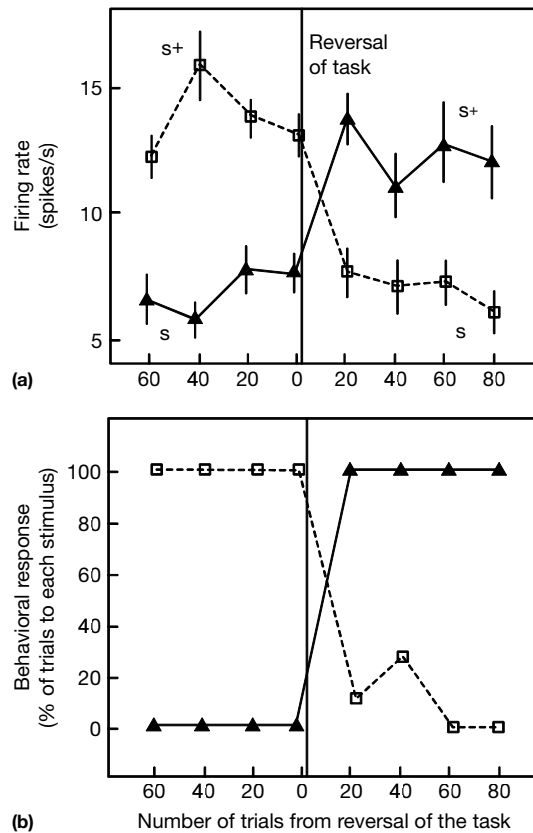 s+
Reversal
of task
s+
s
s
15
10
5
Firing rate
(spikes/s)
60 40 20 0 20 40 60 80
(a)
100
80
60
40
20
0
Behavioral response
(% of trials to each stimulus)
60 40 20 0 20 40 60 80
(b) Number of trials from reversal of the task